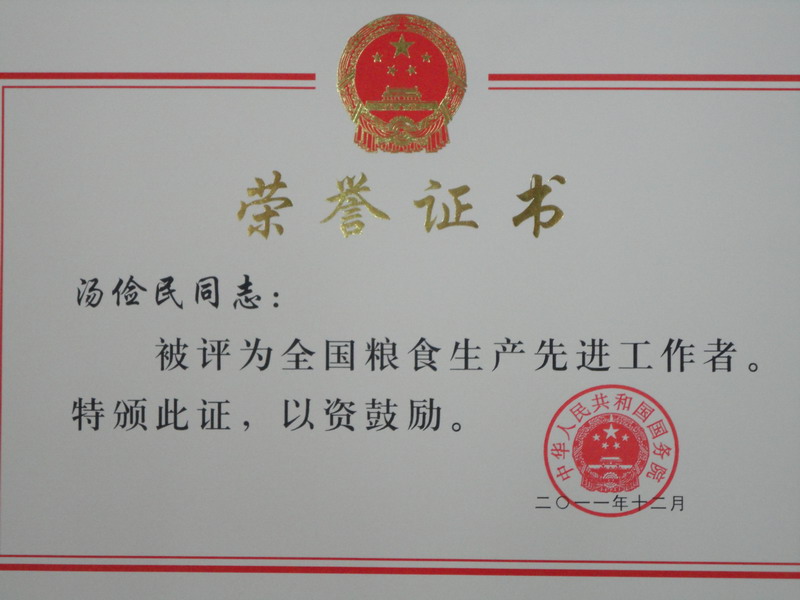 荣誉证书
汤俭民同志：
被评为全国粮食生产先进工作者。
特颁此证，以资鼓励。
中华人民共和国国务院
二〇一一年十二月